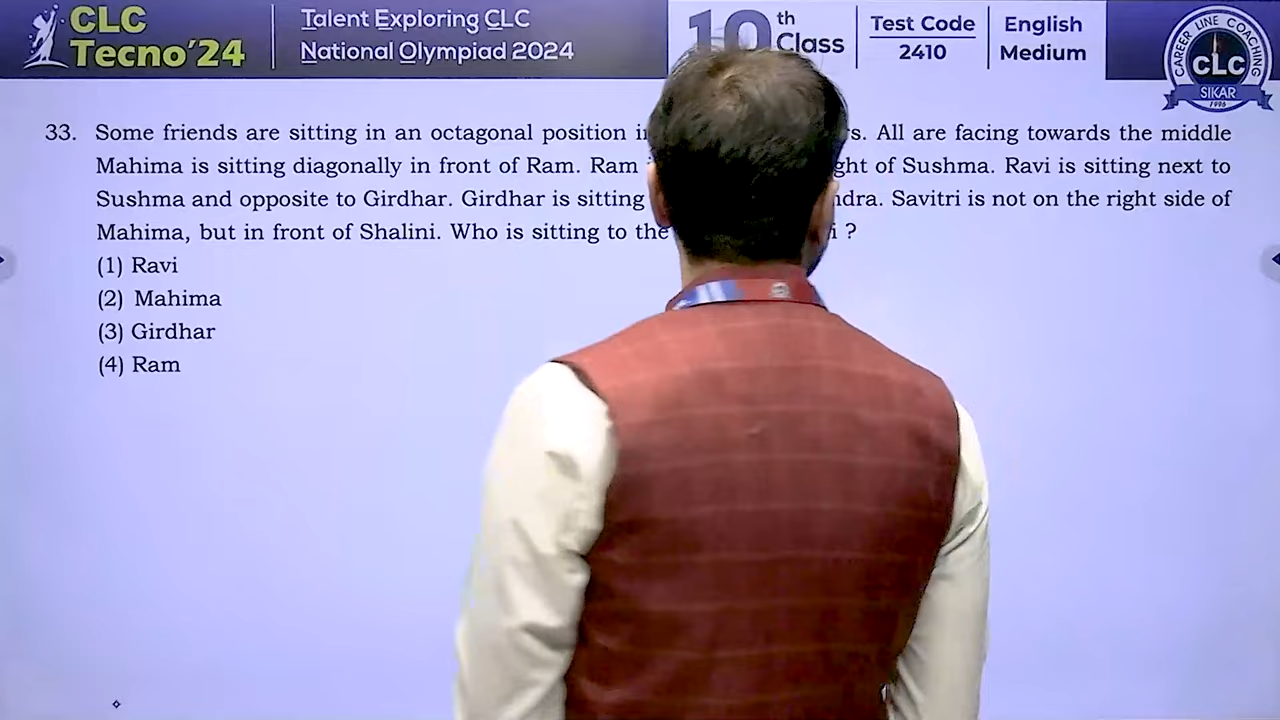 CLC
Tecno'24
Talent Exploring CLC
National Olympiad 2024
10th Class
Test Code
2410
English
Medium
CAREER LINE COACHING
CLC
SIKAR
1996
33. Some friends are sitting in an octagonal position All are facing towards the middle
Mahima is sitting diagonally in front of Ram. Ram of Sushma. Ravi is sitting next to
Sushma and opposite to Girdhar. Girdhar is sitting Savitri is not on the right side of
Mahima, but in front of Shalini. Who is sitting to the ?
(1) Ravi
(2) Mahima
(3) Girdhar
(4) Ram